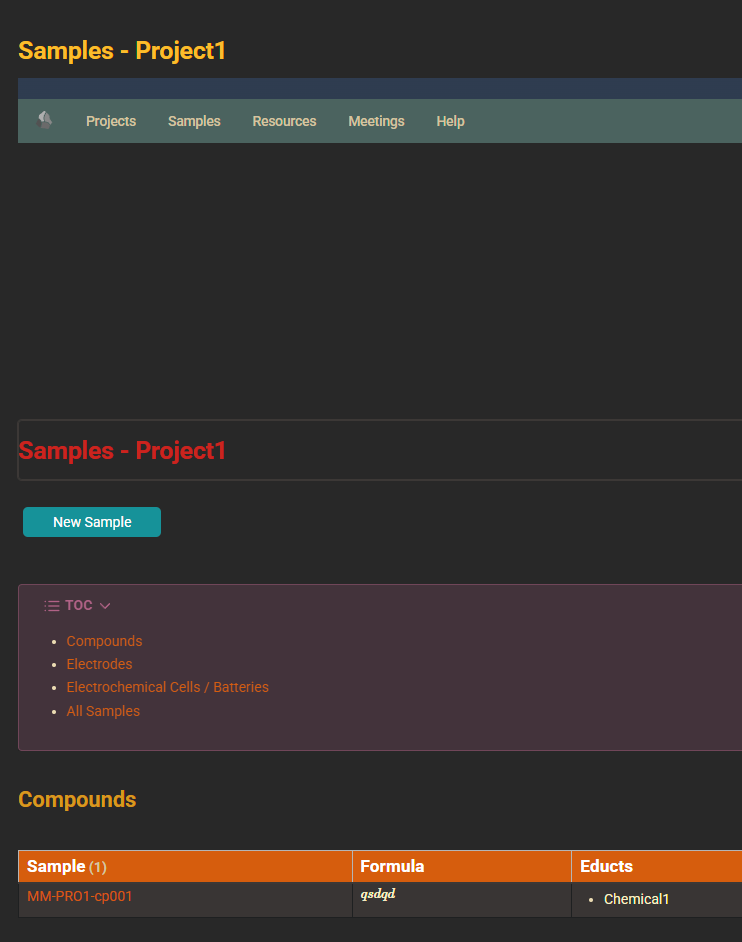 Samples - Project1
Projects Samples Resources Meetings Help
Samples - Project1
New Sample
TOC
Compounds
Electrodes
Electrochemical Cells / Batteries
All Samples
Compounds
Sample (1) Formula Educts
MM-PRO1-cp001 qsdqd Chemical1